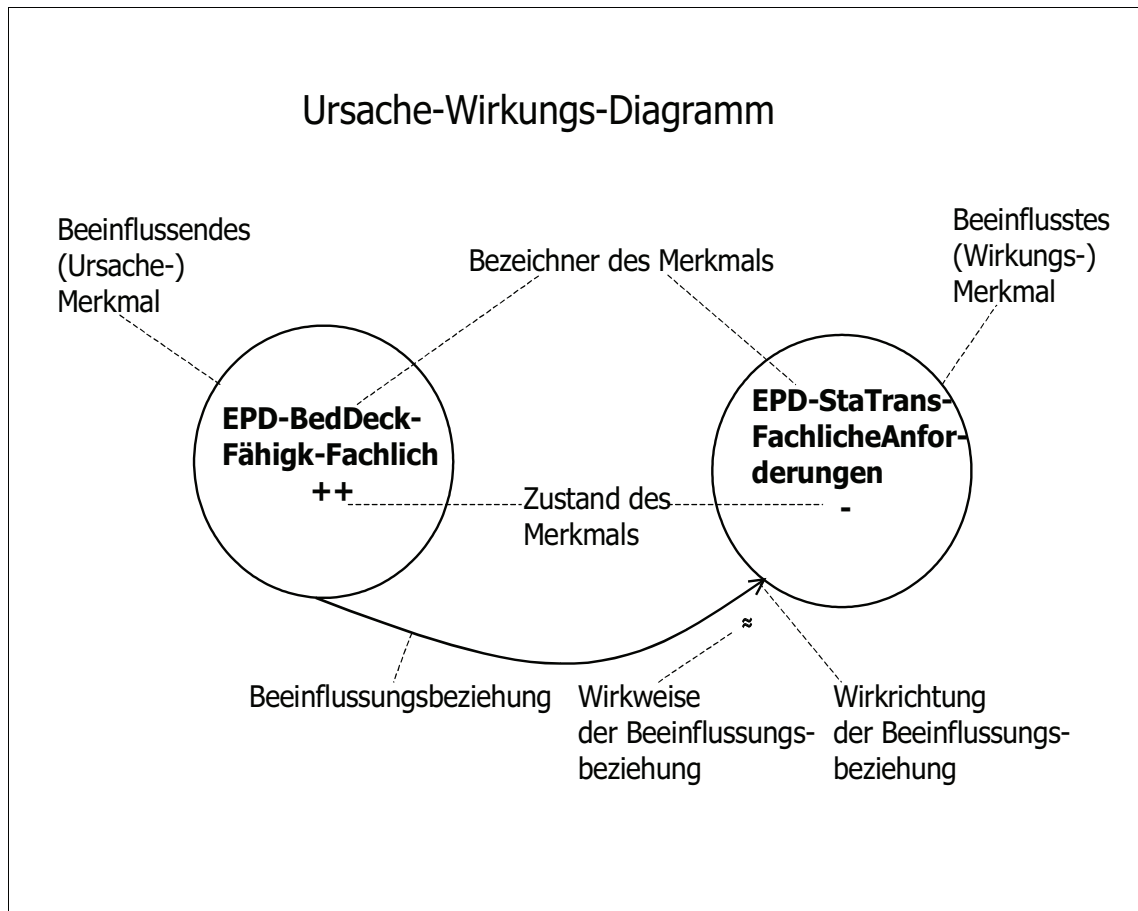 Ursache-Wirkungs-Diagramm
Beeinflussendes
(Ursache-)
Merkmal
Bezeichner des Merkmals
Beeinflusstes
(Wirkungs-)
Merkmal
EPD-BedDeck-
Fähigk-Fachlich
++
EPD-StaTrans-
FachlicheAnfor-
derungen
-
Zustand des
Merkmals
≈
Beeinflussungsbeziehung
Wirkweise
der Beeinflussungs-
beziehung
Wirkrichtung
der Beeinflussungs-
beziehung